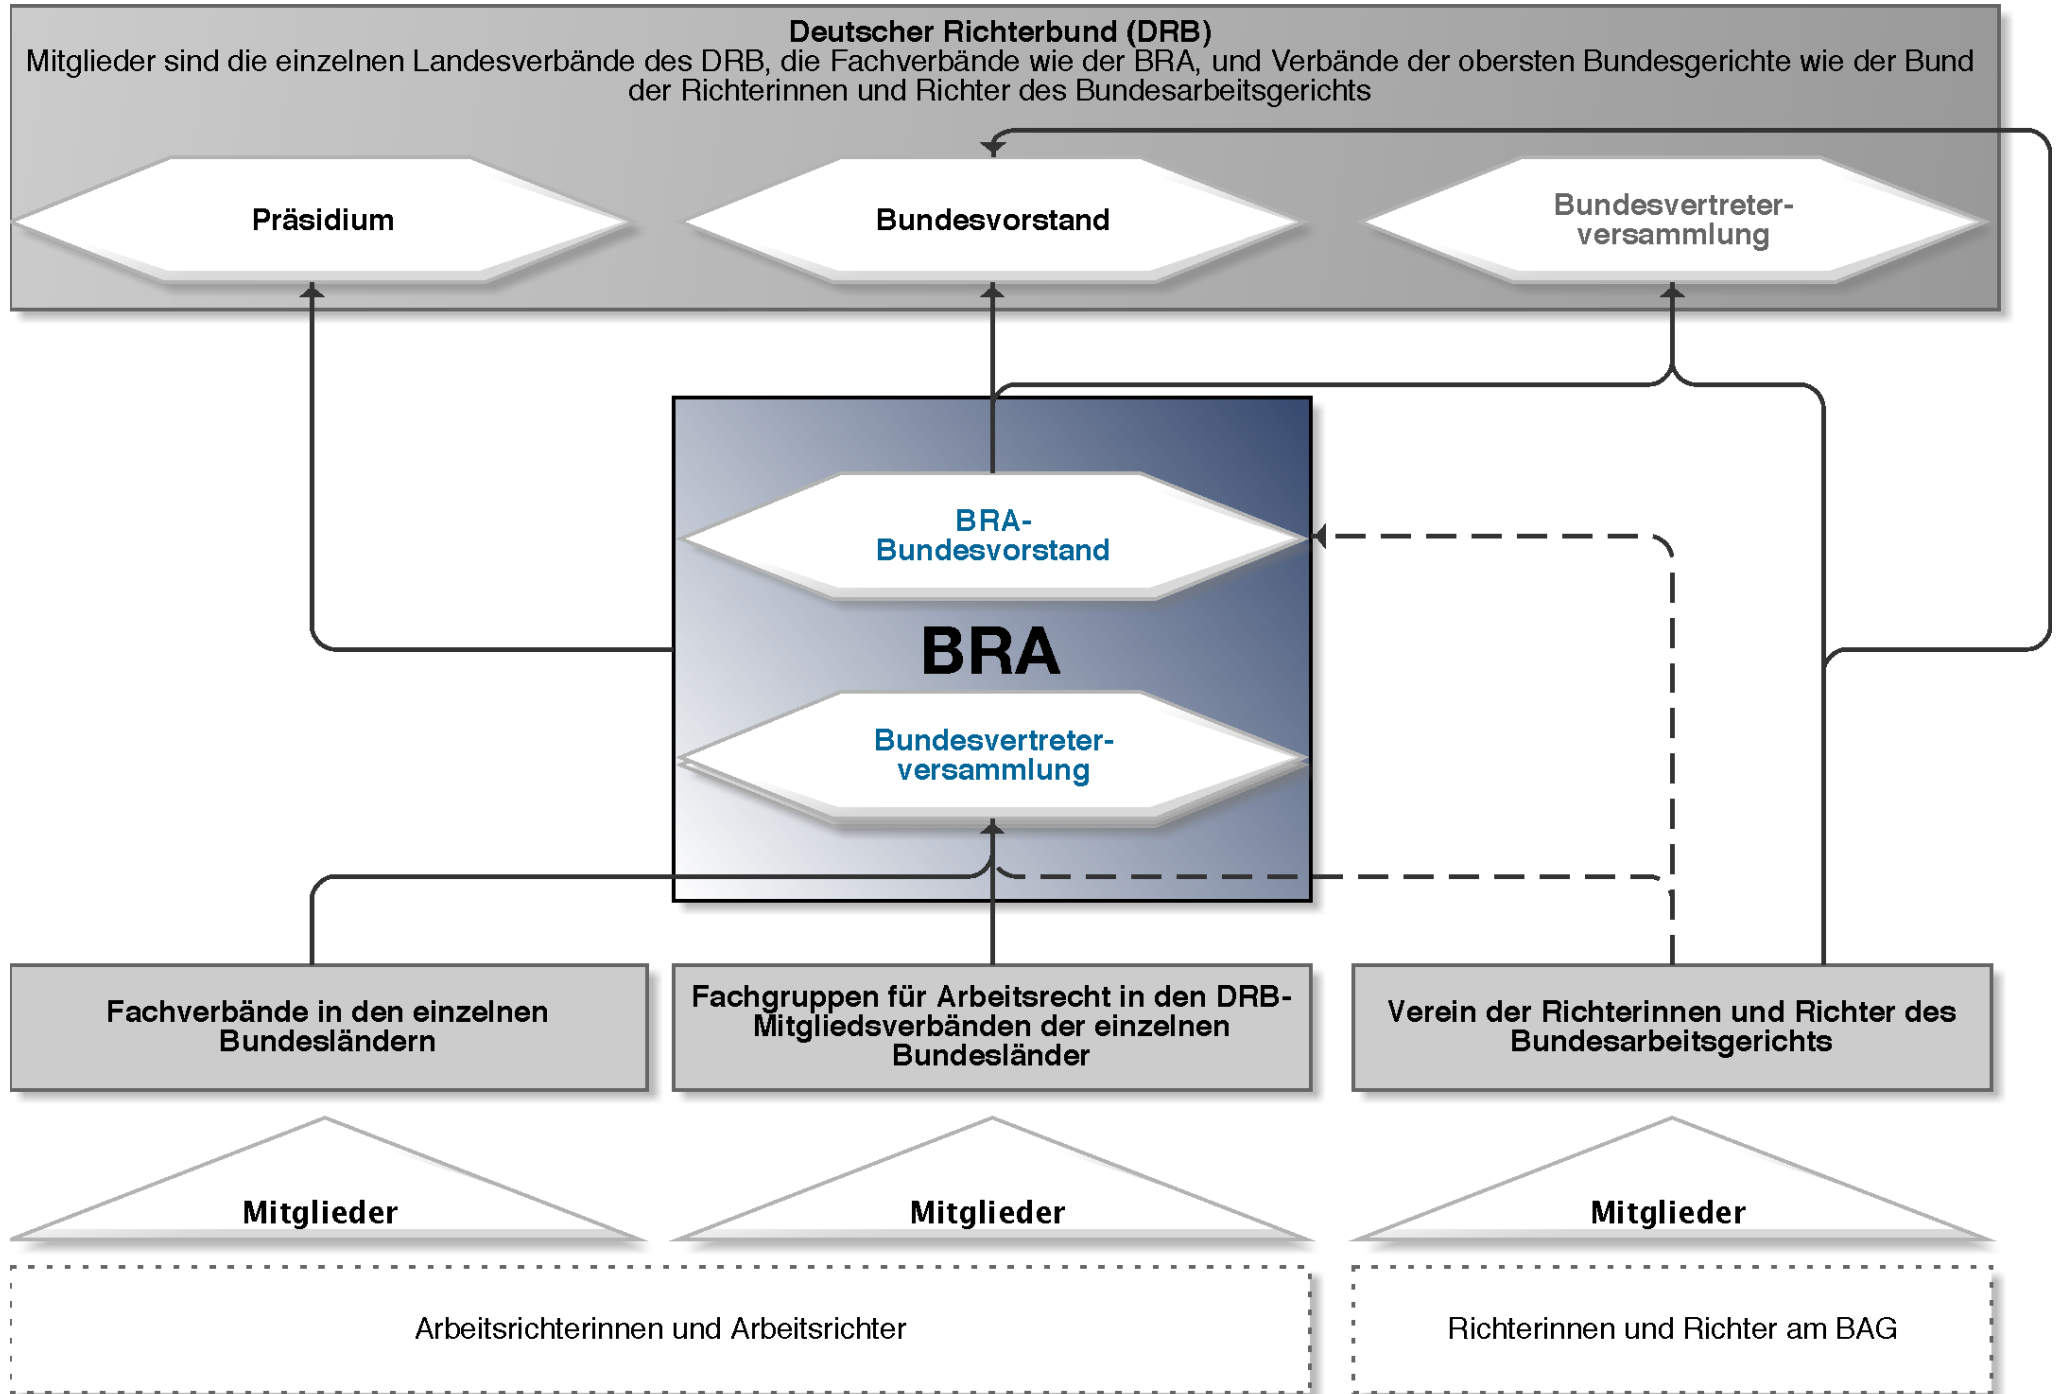 Deutscher Richterbund (DRB)
Mitglieder sind die einzelnen Landesverbände des DRB, die Fachverbände wie der BRA, und Verbände der obersten Bundesgerichte wie der Bund
der Richterinnen und Richter des Bundesarbeitsgerichts
Präsidium
Bundesvorstand
Bundesvertreter-
versammlung
BRA-
Bundesvorstand
BRA
Bundesvertreter-
versammlung
Fachverbände in den einzelnen
Bundesländern
Fachgruppen für Arbeitsrecht in den DRB-
Mitgliedsverbänden der einzelnen
Bundesländer
Verein der Richterinnen und Richter des
Bundesarbeitsgerichts
Mitglieder
Mitglieder
Mitglieder
Arbeitsrichterinnen und Arbeitsrichter
Richterinnen und Richter am BAG